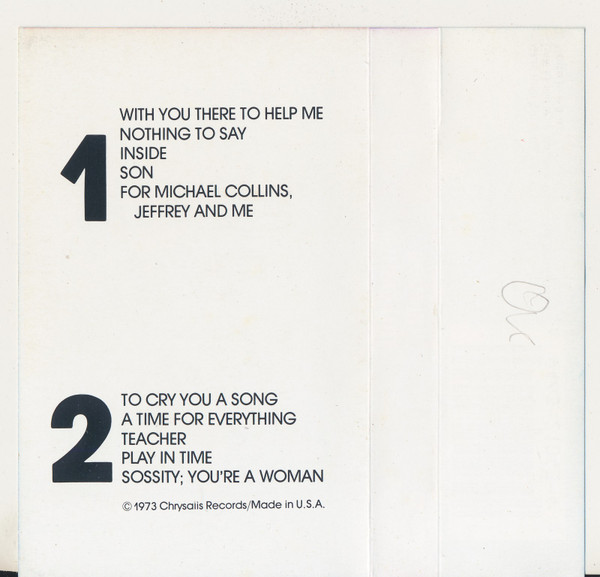 1
WITH YOU THERE TO HELP ME
NOTHING TO SAY
INSIDE
SON
FOR MICHAEL COLLINS,
JEFFREY AND ME
2
TO CRY YOU A SONG
A TIME FOR EVERYTHING
TEACHER
PLAY IN TIME
SOSSITY; YOU'RE A WOMAN
© 1973 Chrysalis Records/Made in U.S.A.